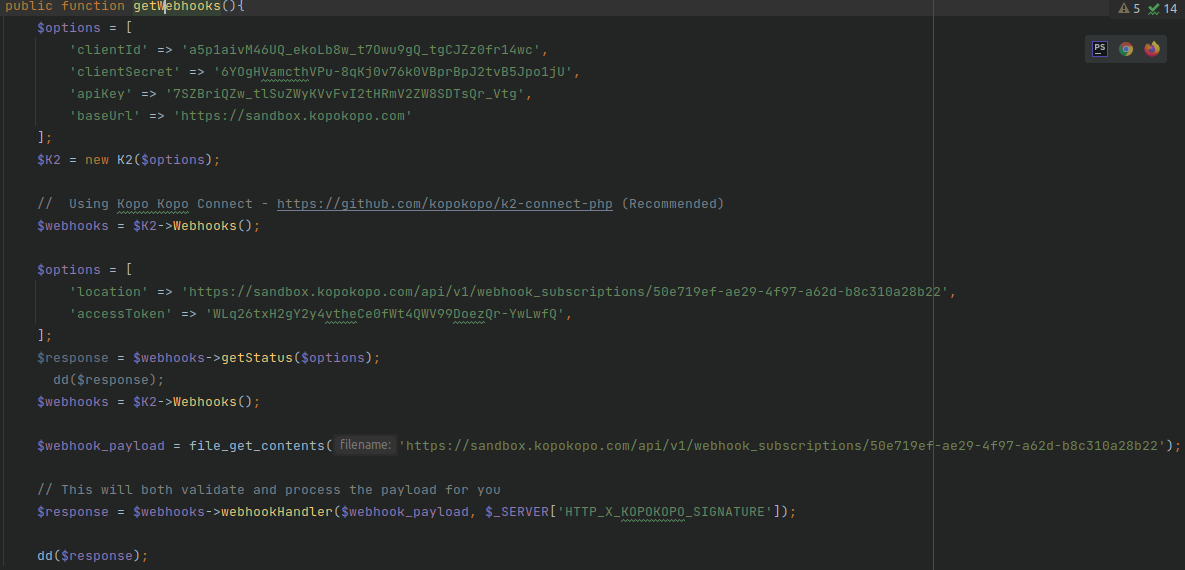 public function getWebhooks(){
5 14
$options = [
'clientId' => 'a5p1aivM46UQ_ekoLb8w_t7Owu9gQ_tgCJZz0fr14wc',
'clientSecret' => '6YOgHVamcthVPu-8qKj0v76k0VBprBpJ2tvB5Jpo1jU',
'apiKey' => '7SZBriQZw_tlSuZWyKVvFvI2tHRmV2ZW8SDTsQr_Vtg',
'baseUrl' => 'https://sandbox.kopokopo.com'
];
$K2 = new K2($options);
//  Using Kopo Kopo Connect - https://github.com/kopokopo/k2-connect-php (Recommended)
$webhooks = $K2->Webhooks();
$options = [
'location' => 'https://sandbox.kopokopo.com/api/v1/webhook_subscriptions/50e719ef-ae29-4f97-a62d-b8c310a28b22',
'accessToken' => 'WLq26txH2gY2y4vtheCe0fWt4QWV99DoezQr-YwLwfQ',
];
$response = $webhooks->getStatus($options);
dd($response);
$webhooks = $K2->Webhooks();
$webhook_payload = file_get_contents( filename: 'https://sandbox.kopokopo.com/api/v1/webhook_subscriptions/50e719ef-ae29-4f97-a62d-b8c310a28b22');
// This will both validate and process the payload for you
$response = $webhooks->webhookHandler($webhook_payload, $_SERVER['HTTP_X_KOPOKOPO_SIGNATURE']);
dd($response);
PS